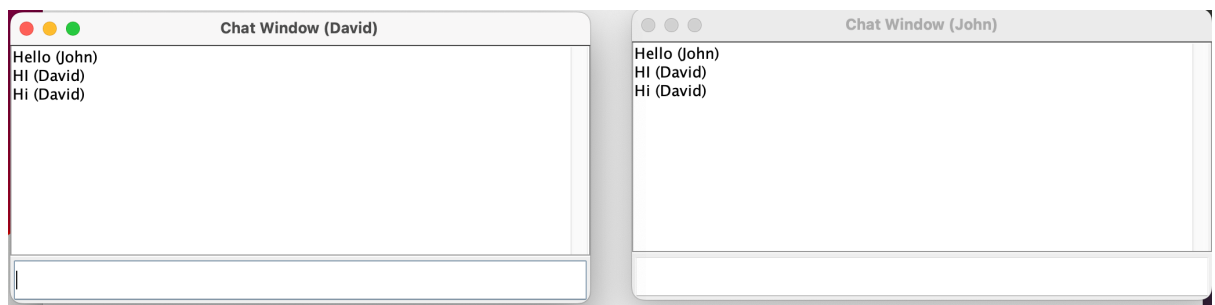 Chat Window (David)
Hello (John)
HI (David)
Hi (David)
Chat Window (John)
Hello (John)
HI (David)
Hi (David)